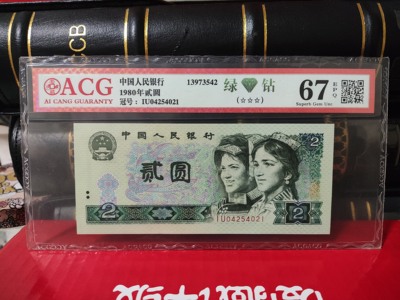 CB
ACG
AI CANG GUARANTY
中国人民银行
1980年贰圆
冠号：IU04254021
13973542
绿 钻
(☆☆☆)
67 EPQ
Superb Gem Unc
中国人民银行
贰圆
2
2
2
IU04254021